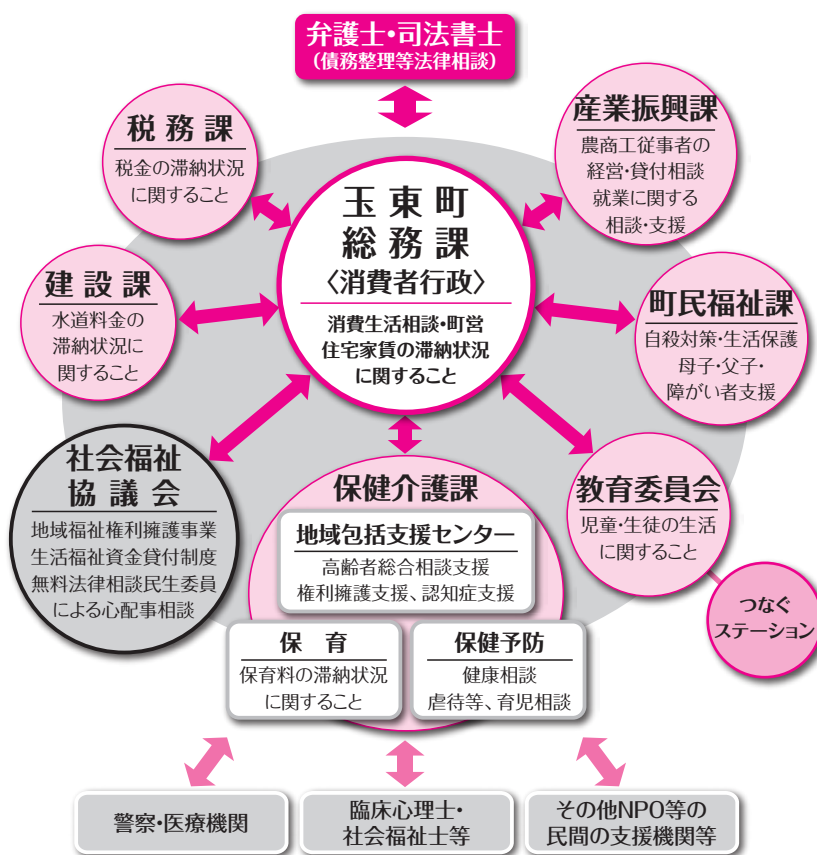 弁護士・司法書士
（債務整理等法律相談）
税務課
税金の滞納状況
に関すること
産業振興課
農商工従事者の
経営・貸付相談
就業に関する
相談・支援
玉東町
総務課
〈消費者行政〉
消費生活相談・町営
住宅家賃の滞納状況
に関すること
建設課
水道料金の
滞納状況に
関すること
町民福祉課
自殺対策・生活保護
母子・父子・
障がい者支援
社会福祉
協議会
地域福祉権利擁護事業
生活福祉資金貸付制度
無料法律相談民生委員
による心配事相談
保健介護課
地域包括支援センター
高齢者総合相談支援
権利擁護支援、認知症支援
保育
保育料の滞納状況
に関すること
保健予防
健康相談
虐待等、育児相談
教育委員会
児童・生徒の生活
に関すること
つなぐ
ステーション
警察・医療機関
臨床心理士・
社会福祉士等
その他NPO等の
民間の支援機関等